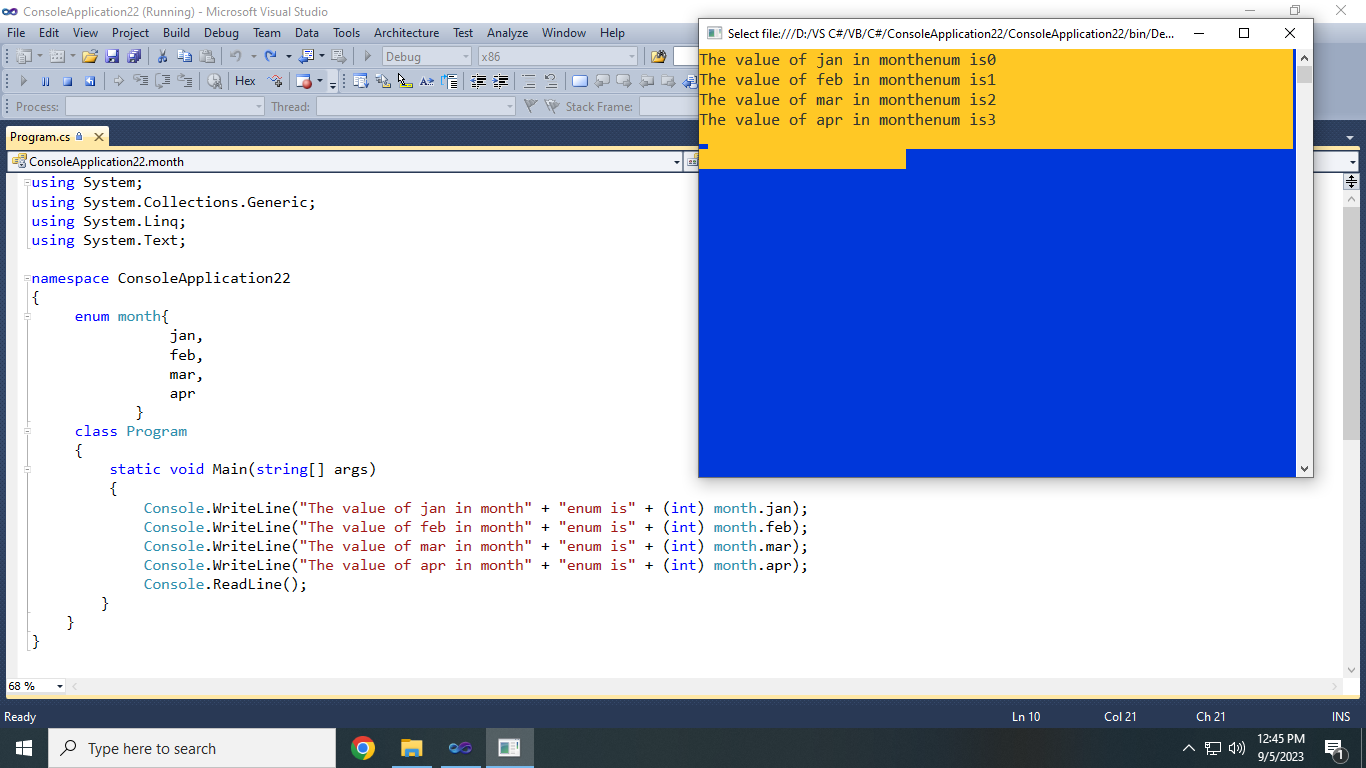 ConsoleApplication22 (Running) - Microsoft Visual Studio
File Edit View Project Build Debug Team Data Tools Architecture Test Analyze Window Help
Debug x86
Hex
Process: Thread: Stack Frame:
Program.cs
ConsoleApplication22.month
using System;
using System.Collections.Generic;
using System.Linq;
using System.Text;
namespace ConsoleApplication22
{
enum month{
jan,
feb,
mar,
apr
}
class Program
{
static void Main(string[] args)
{
Console.WriteLine("The value of jan in month" + "enum is" + (int) month.jan);
Console.WriteLine("The value of feb in month" + "enum is" + (int) month.feb);
Console.WriteLine("The value of mar in month" + "enum is" + (int) month.mar);
Console.WriteLine("The value of apr in month" + "enum is" + (int) month.apr);
Console.ReadLine();
}
}
}
Select file:///D:/VS C#/VB/C#/ConsoleApplication22/ConsoleApplication22/bin/De...
The value of jan in monthenum is0
The value of feb in monthenum is1
The value of mar in monthenum is2
The value of apr in monthenum is3
68 %
Ready Ln 10 Col 21 Ch 21 INS
Type here to search
12:45 PM
9/5/2023
1